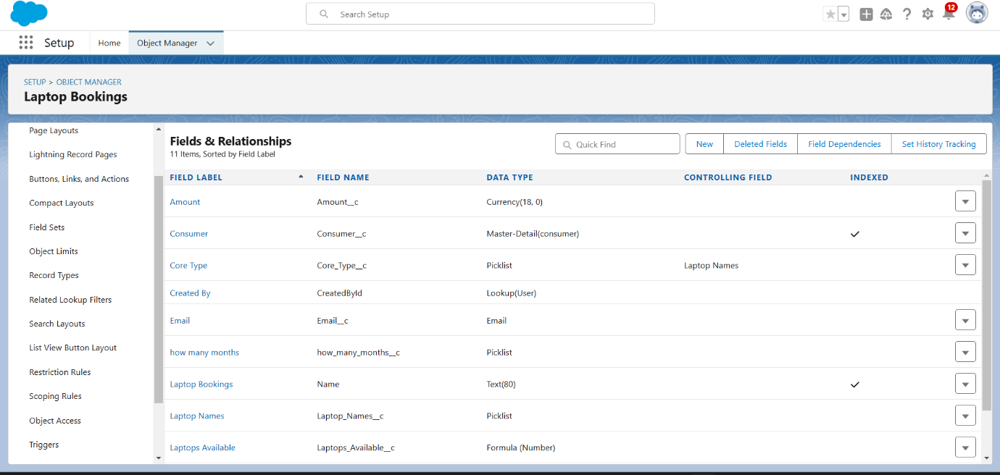 Search Setup
12
Setup
Home
Object Manager
SETUP > OBJECT MANAGER
Laptop Bookings
Page Layouts
Lightning Record Pages
Buttons, Links, and Actions
Compact Layouts
Field Sets
Object Limits
Record Types
Related Lookup Filters
Search Layouts
List View Button Layout
Restriction Rules
Scoping Rules
Object Access
Triggers
Fields & Relationships
11 Items, Sorted by Field Label
Quick Find
New
Deleted Fields
Field Dependencies
Set History Tracking
FIELD LABEL FIELD NAME DATA TYPE CONTROLLING FIELD INDEXED
Amount Amount__c Currency(18, 0)
Consumer Consumer__c Master-Detail(consumer)
Core Type Core_Type__c Picklist Laptop Names
Created By CreatedById Lookup(User)
Email Email__c Email
how many months how_many_months__c Picklist
Laptop Bookings Name Text(80)
Laptop Names Laptop_Names__c Picklist
Laptops Available Laptops_Available__c Formula (Number)